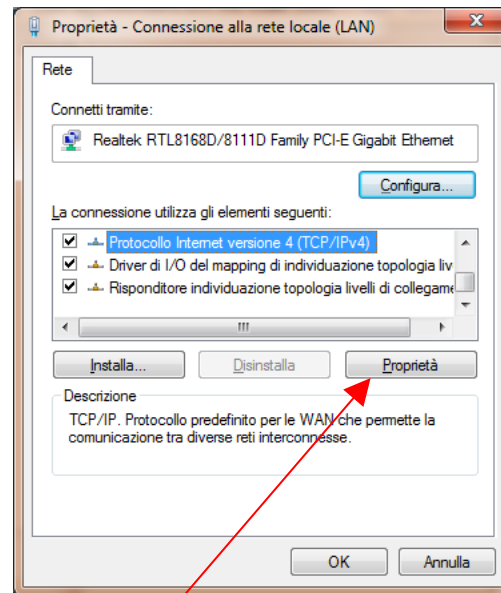 Proprietà - Connessione alla rete locale (LAN)
Rete
Connetti tramite:
Realtek RTL8168D/8111D Family PCI-E Gigabit Ethernet
Configura...
La connessione utilizza gli elementi seguenti:
Protocollo Internet versione 4 (TCP/IPv4)
Driver di I/O del mapping di individuazione topologia liv
Risponditore individuazione topologia livelli di collegame
Installa... Disinstalla Proprietà
Descrizione
TCP/IP. Protocollo predefinito per le WAN che permette la
comunicazione tra diverse reti interconnesse.
OK Annulla